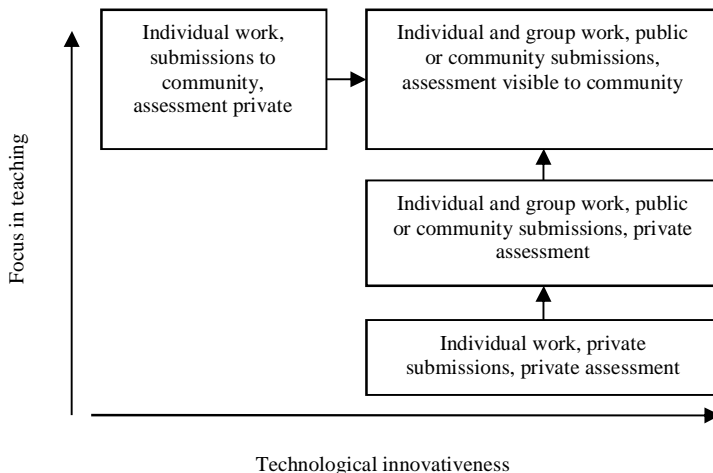 Individual work,
submissions to
community,
assessment private
Individual and group work, public
or community submissions,
assessment visible to community
Individual and group work, public
or community submissions, private
assessment
Individual work, private
submissions, private assessment
Focus in teaching
Technological innovativeness